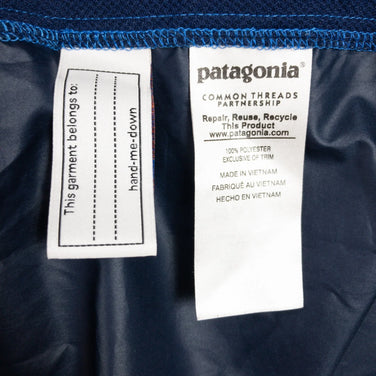 This garment belongs to:
hand-me-down
patagonia®
COMMON THREADS
PARTNERSHIP
Repair, Reuse, Recycle
This Product
www.patagonia.com
100% POLYESTER
EXCLUSIVE OF TRIM
MADE IN VIETNAM
FABRIQUÉ AU VIETNAM
HECHO EN VIETNAM